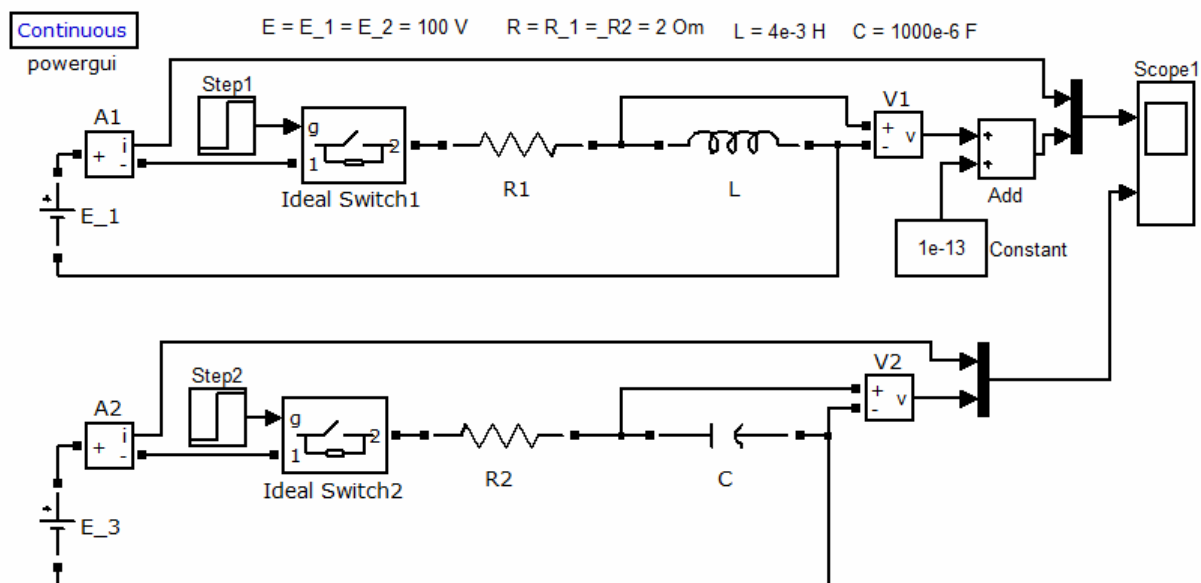 Continuous
powergui
E = E_1 = E_2 = 100 V R = R_1 =_R2 = 2 Om L = 4e-3 H C = 1000e-6 F
Scope1
Step1
A1
i
+
-
g
1
2
Ideal Switch1
R1
L
V1
+
-
v
+
+
Add
1e-13
Constant
+
E_1
Step2
A2
i
+
-
g
1
2
Ideal Switch2
R2
C
V2
+
-
v
+
E_3